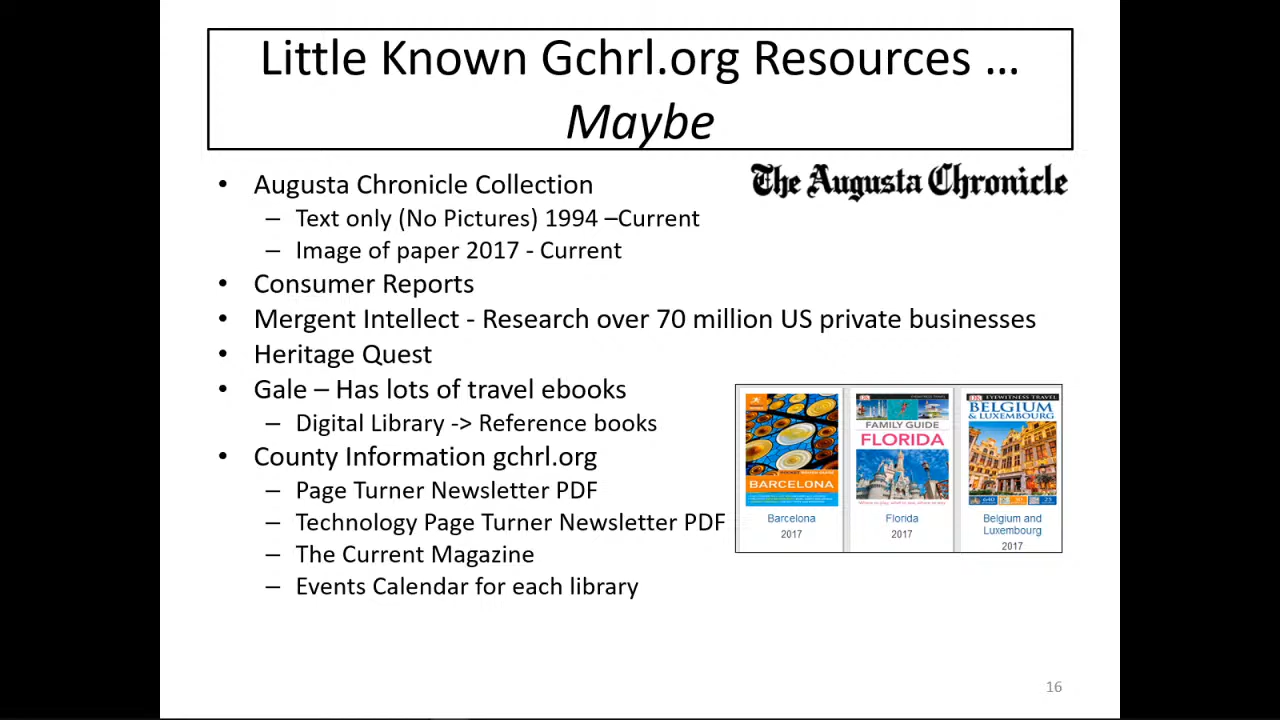 Little Known Gchrl.org Resources …
Maybe
The Augusta Chronicle
• Augusta Chronicle Collection
– Text only (No Pictures) 1994 –Current
– Image of paper 2017 - Current
• Consumer Reports
• Mergent Intellect - Research over 70 million US private businesses
• Heritage Quest
• Gale – Has lots of travel ebooks
– Digital Library -> Reference books
• County Information gchrl.org
– Page Turner Newsletter PDF
– Technology Page Turner Newsletter PDF
– The Current Magazine
– Events Calendar for each library
BARCELONA
Barcelona
2017
FAMILY GUIDE
FLORIDA
Florida
2017
EYEWITNESS TRAVEL
BELGIUM
& LUXEMBOURG
Belgium and
Luxembourg
2017
16